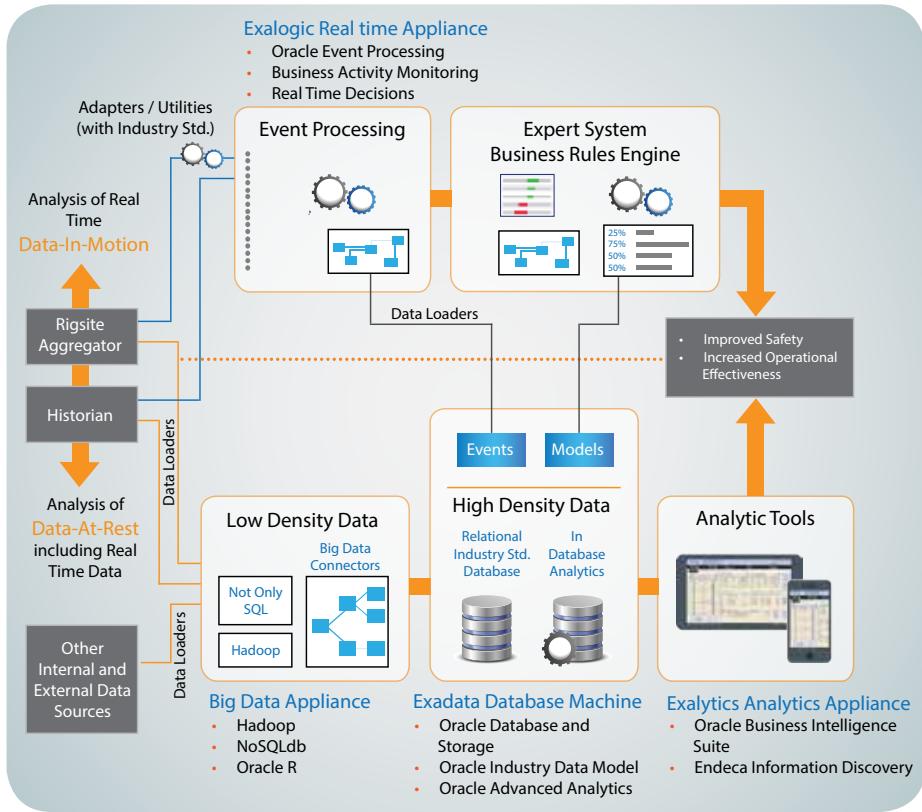 Exalogic Real time Appliance
• Oracle Event Processing
• Business Activity Monitoring
• Real Time Decisions
Adapters / Utilities
(with Industry Std.)
Event Processing
,
Expert System
Business Rules Engine
25%
75%
50%
50%
Analysis of Real
Time
Data-In-Motion
Rigsite
Aggregator
Historian
Data Loaders
• Improved Safety
• Increased Operational
Effectiveness
Data Loaders
Analysis of
Data-At-Rest
including Real
Time Data
Events
Models
Low Density Data
Big Data
Connectors
Not Only
SQL
Hadoop
High Density Data
Relational
Industry Std.
Database
In
Database
Analytics
Analytic Tools
Other
Internal and
External Data
Sources
Data Loaders
Big Data Appliance
• Hadoop
• NoSQLdb
• Oracle R
Exadata Database Machine
• Oracle Database and
Storage
• Oracle Industry Data Model
• Oracle Advanced Analytics
Exalytics Analytics Appliance
• Oracle Business Intelligence
Suite
• Endeca Information Discovery